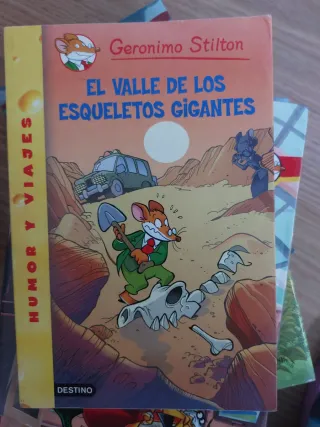 Geronimo Stilton
EL VALLE DE LOS
ESQUELETOS GIGANTES
HUMOR Y VIAJES
DESTINO